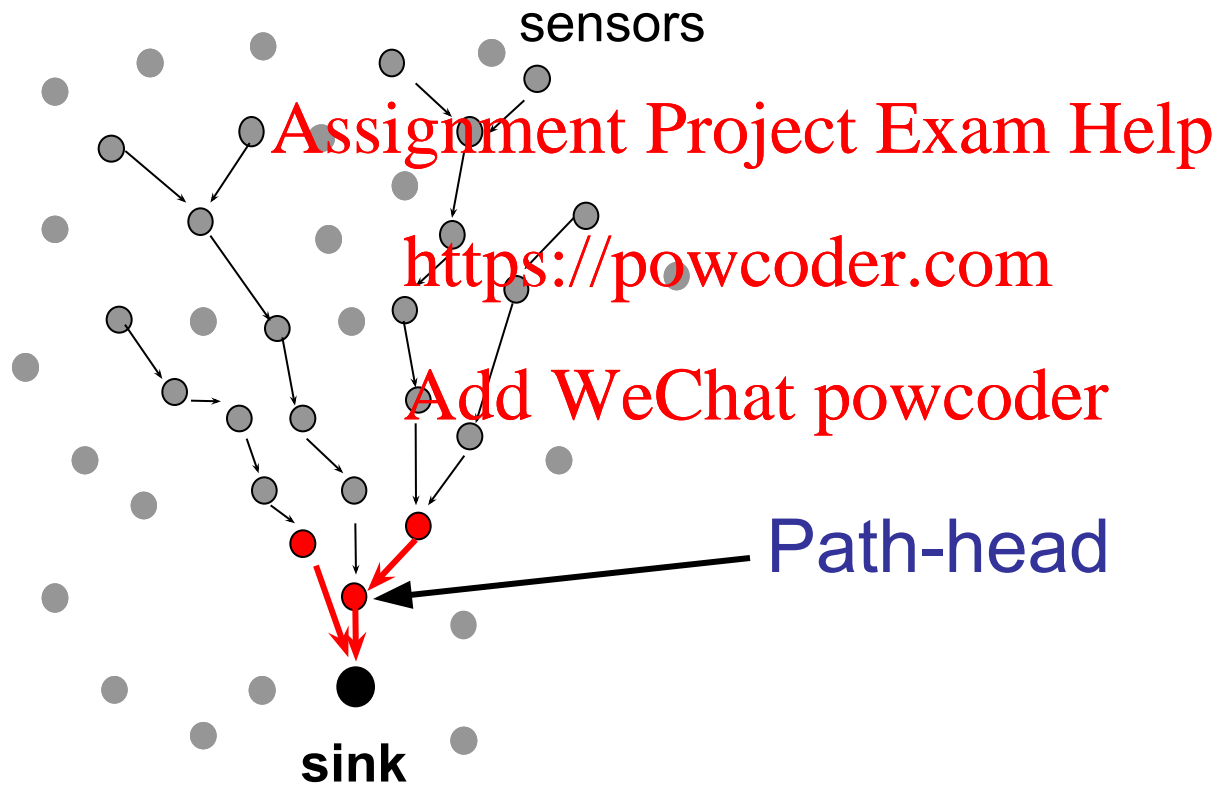 sensors
Assignment Project Exam Help
https://powcoder.com
Add WeChat powcoder
Path-head
sink